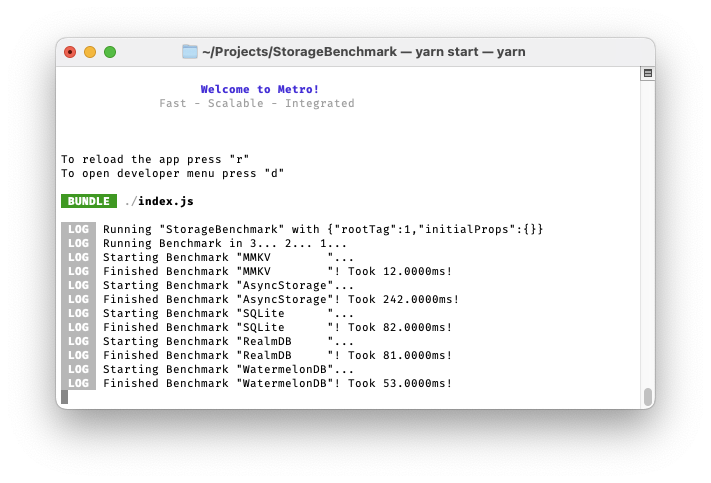 ~/Projects/StorageBenchmark — yarn start — yarn
Welcome to Metro!
Fast - Scalable - Integrated
To reload the app press "r"
To open developer menu press "d"
BUNDLE ./index.js
LOG Running "StorageBenchmark" with {"rootTag":1,"initialProps":{}}
LOG Running Benchmark in 3... 2... 1...
LOG Starting Benchmark "MMKV        "...
LOG Finished Benchmark "MMKV        "! Took 12.0000ms!
LOG Starting Benchmark "AsyncStorage"...
LOG Finished Benchmark "AsyncStorage"! Took 242.0000ms!
LOG Starting Benchmark "SQLite      "...
LOG Finished Benchmark "SQLite      "! Took 82.0000ms!
LOG Starting Benchmark "RealmDB     "...
LOG Finished Benchmark "RealmDB     "! Took 81.0000ms!
LOG Starting Benchmark "WatermelonDB"...
LOG Finished Benchmark "WatermelonDB"! Took 53.0000ms!